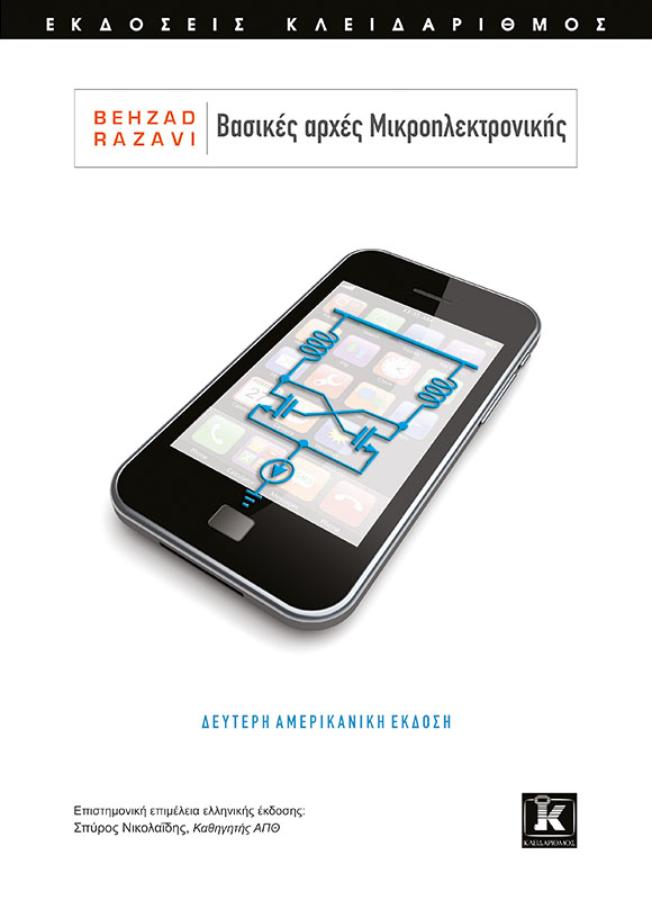 ΕΚΔΟΣΕΙΣ ΚΛΕΙΔΑΡΙΘΜΟΣ
BEHZAD
RAZAVI
Βασικές αρχές Μικροηλεκτρονικής
ΔΕΥΤΕΡΗ ΑΜΕΡΙΚΑΝΙΚΗ ΕΚΔΟΣΗ
Επιστημονική επιμέλεια ελληνικής έκδοσης:
Σπύρος Νικολαΐδης, Καθηγητής ΑΠΘ
Κ
ΚΛΕΙΔΑΡΙΘΜΟΣ